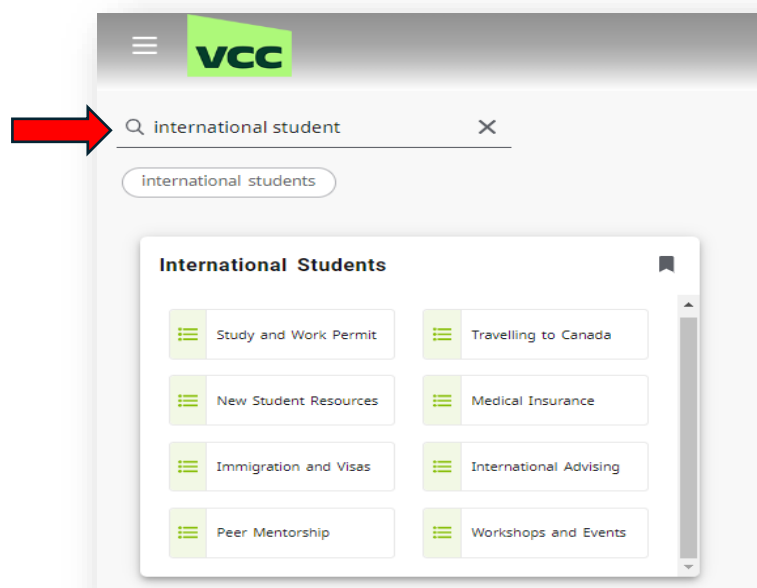 vcc
international student
international students
International Students
Study and Work Permit
Travelling to Canada
New Student Resources
Medical Insurance
Immigration and Visas
International Advising
Peer Mentorship
Workshops and Events